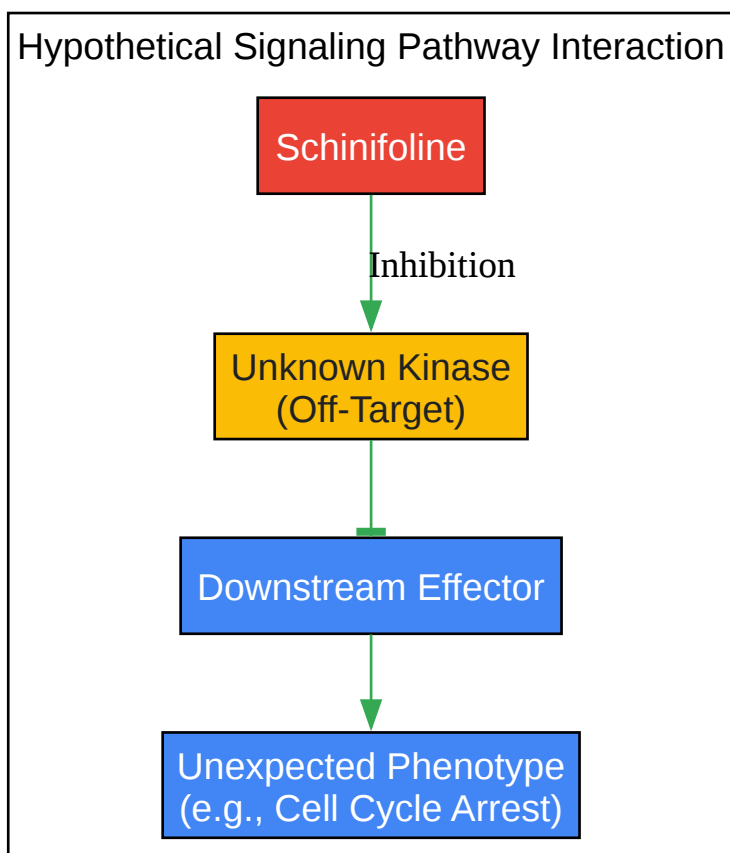 Hypothetical Signaling Pathway Interaction
Schinifoline
Inhibition
Unknown Kinase
(Off-Target)
Downstream Effector
Unexpected Phenotype
(e.g., Cell Cycle Arrest)